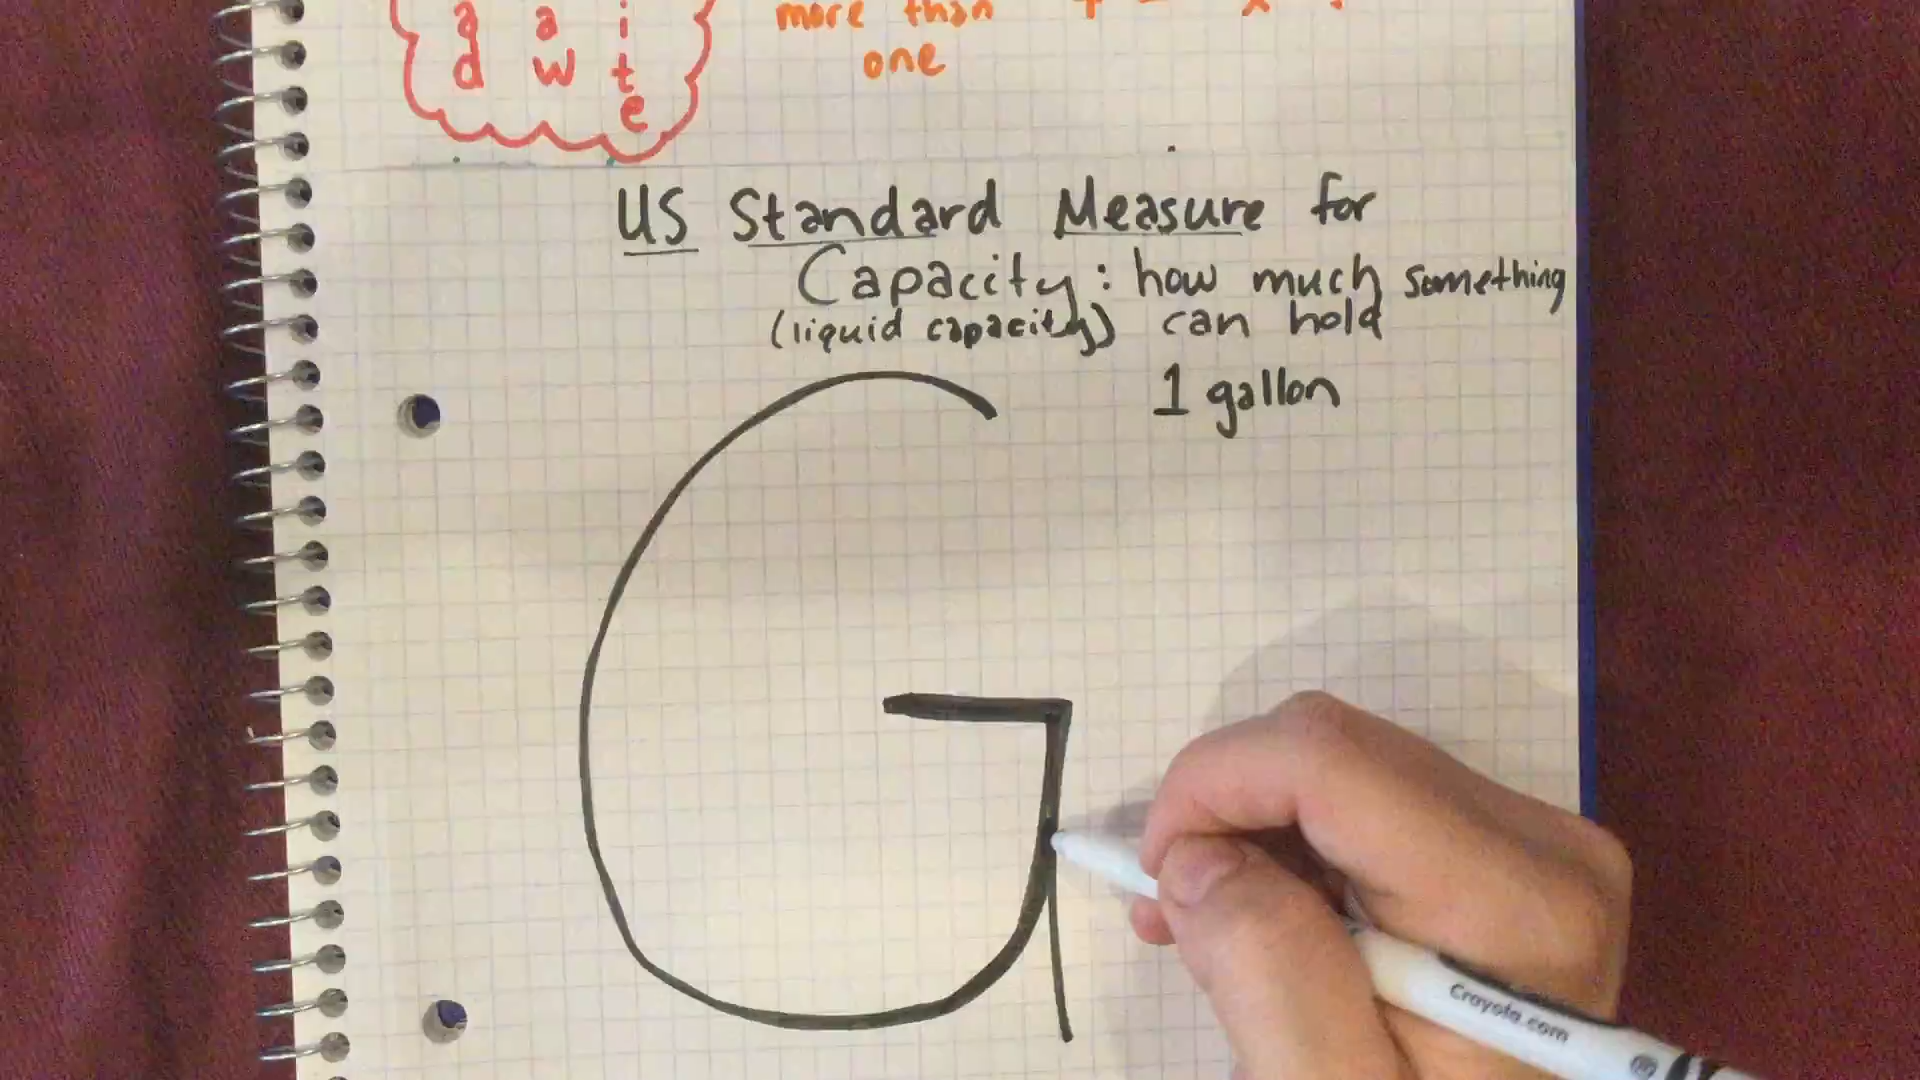 more than + - x
one
a a i
d w t
e
US Standard Measure for
Capacity: how much something
(liquid capacity) can hold
1 gallon
G
Crayola.com